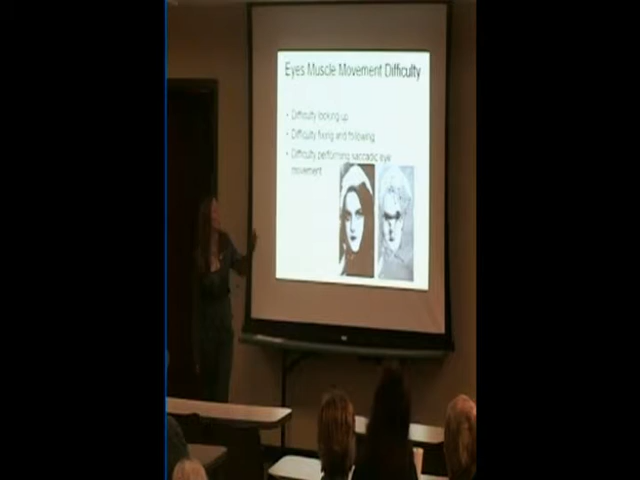 Eyes Muscle Movement Difficulty
• Difficulty looking up
• Difficulty fixing and following
• Difficulty performing saccadic eye
movement